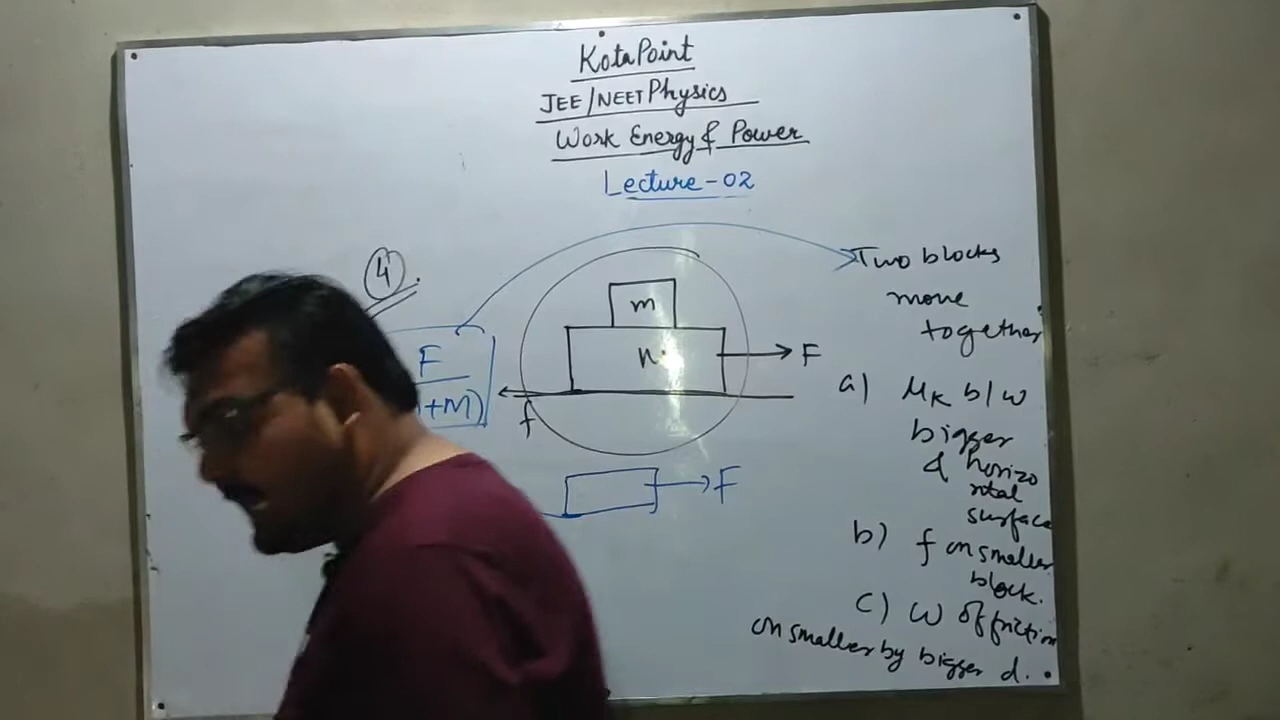 KotaPoint
JEE/NEET Physics
Work Energy & Power
Lecture-02
4
Two blocks
move
together
m
F
+M)
F
f
a) μk b/w
bigger
& horizo
ntal
surface
F
b) f on smaller
block.
c) W of friction
on smaller by bigger d.